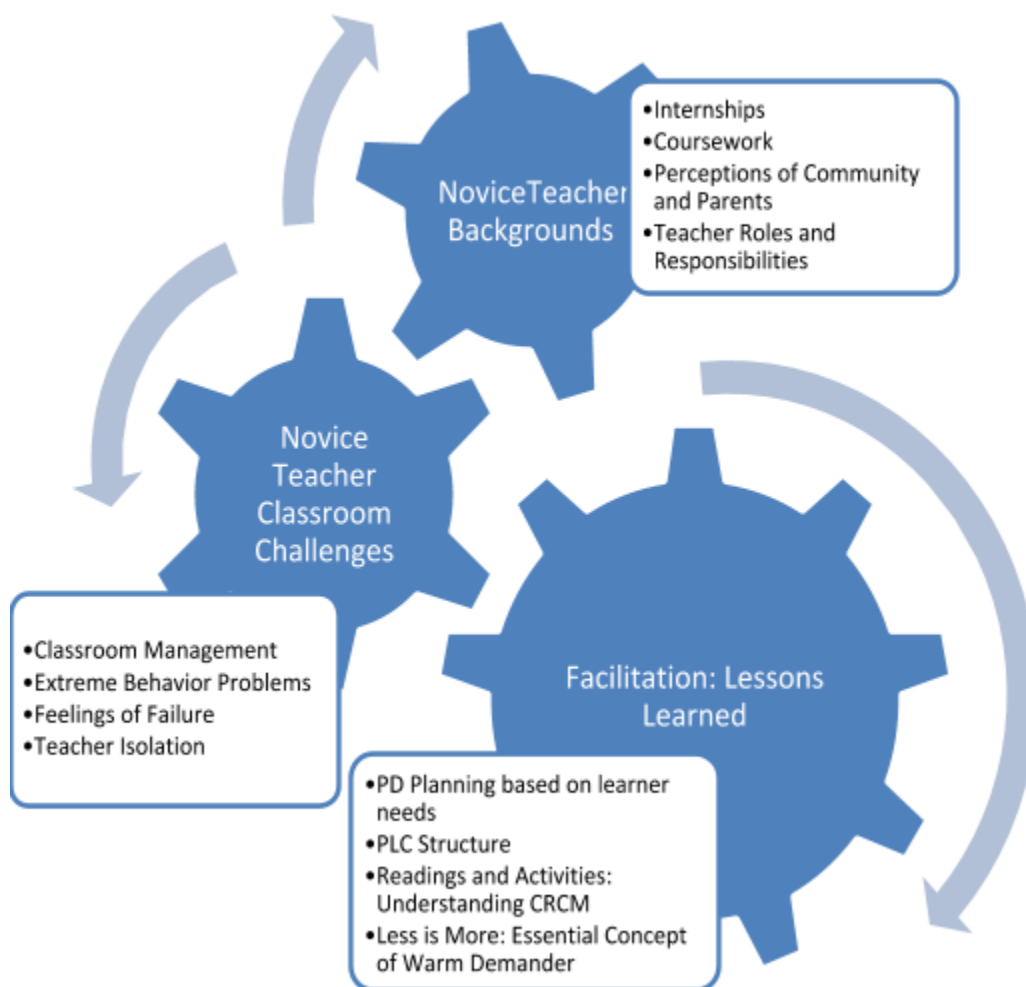 NoviceTeacher
Backgrounds
•Internships
•Coursework
•Perceptions of Community
and Parents
•Teacher Roles and
Responsibilities
Novice
Teacher
Classroom
Challenges
•Classroom Management
•Extreme Behavior Problems
•Feelings of Failure
•Teacher Isolation
Facilitation: Lessons
Learned
•PD Planning based on learner
needs
•PLC Structure
•Readings and Activities:
Understanding CRCM
•Less is More: Essential Concept
of Warm Demander